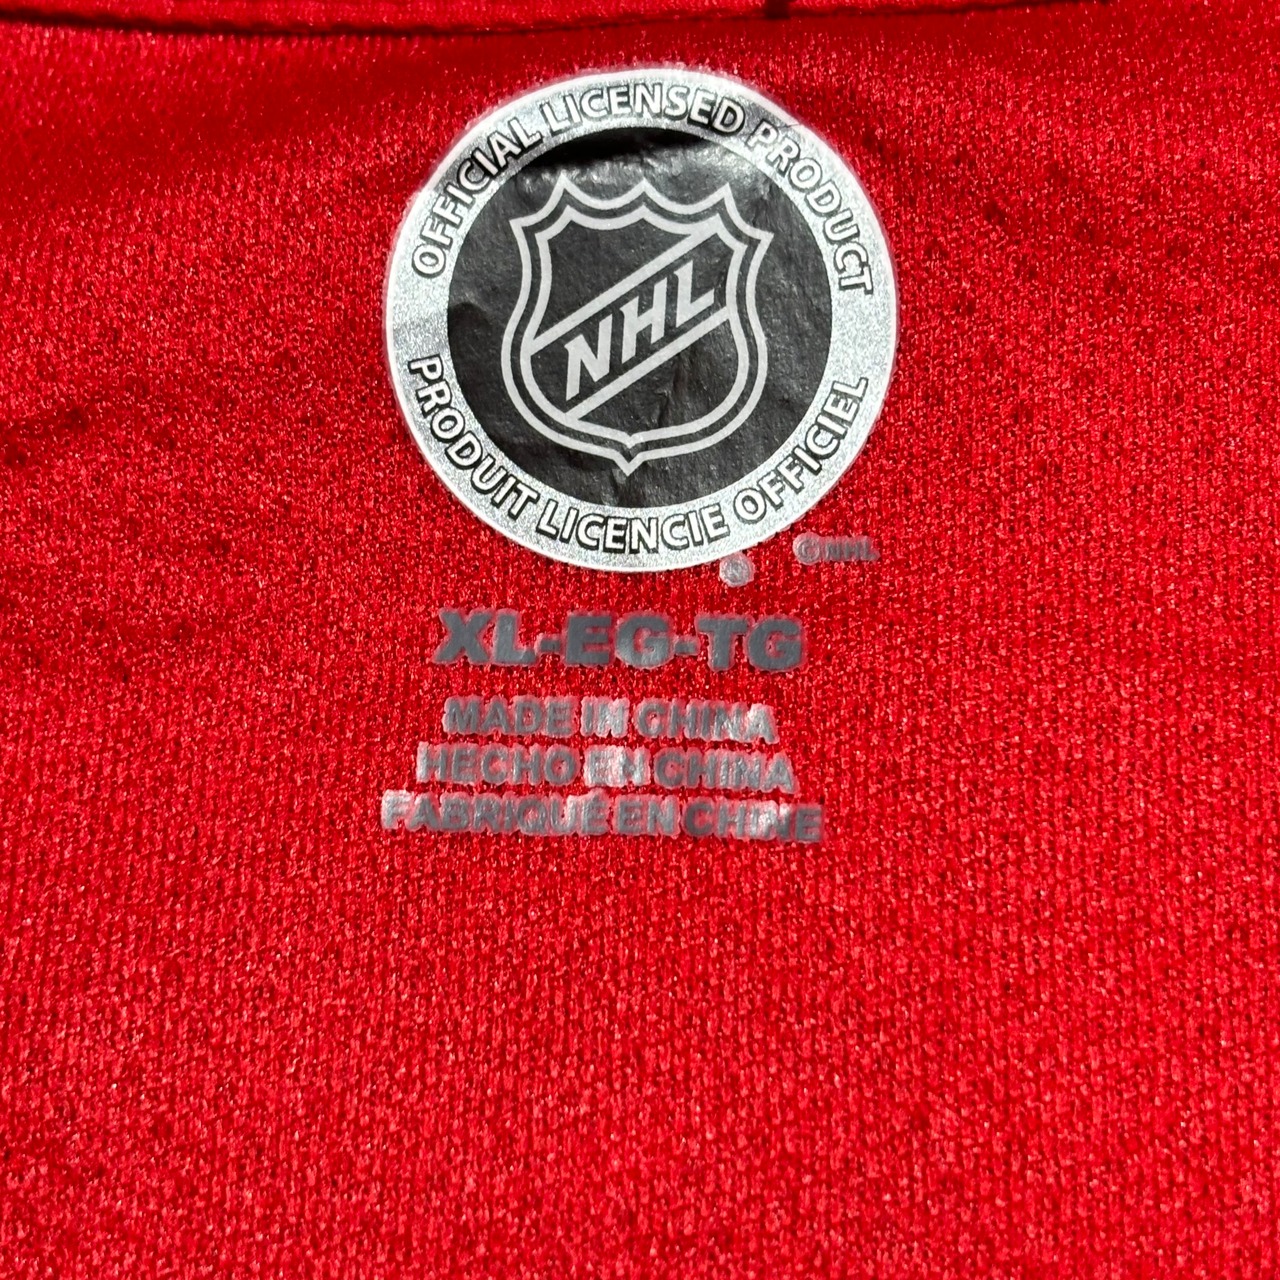 OFFICIAL LICENSED PRODUCT
NHL
PRODUIT LICENCIE OFFICIEL
© NHL
®
XL-EG-TG
MADE IN CHINA
HECHO EN CHINA
FABRIQUÉ EN CHINE